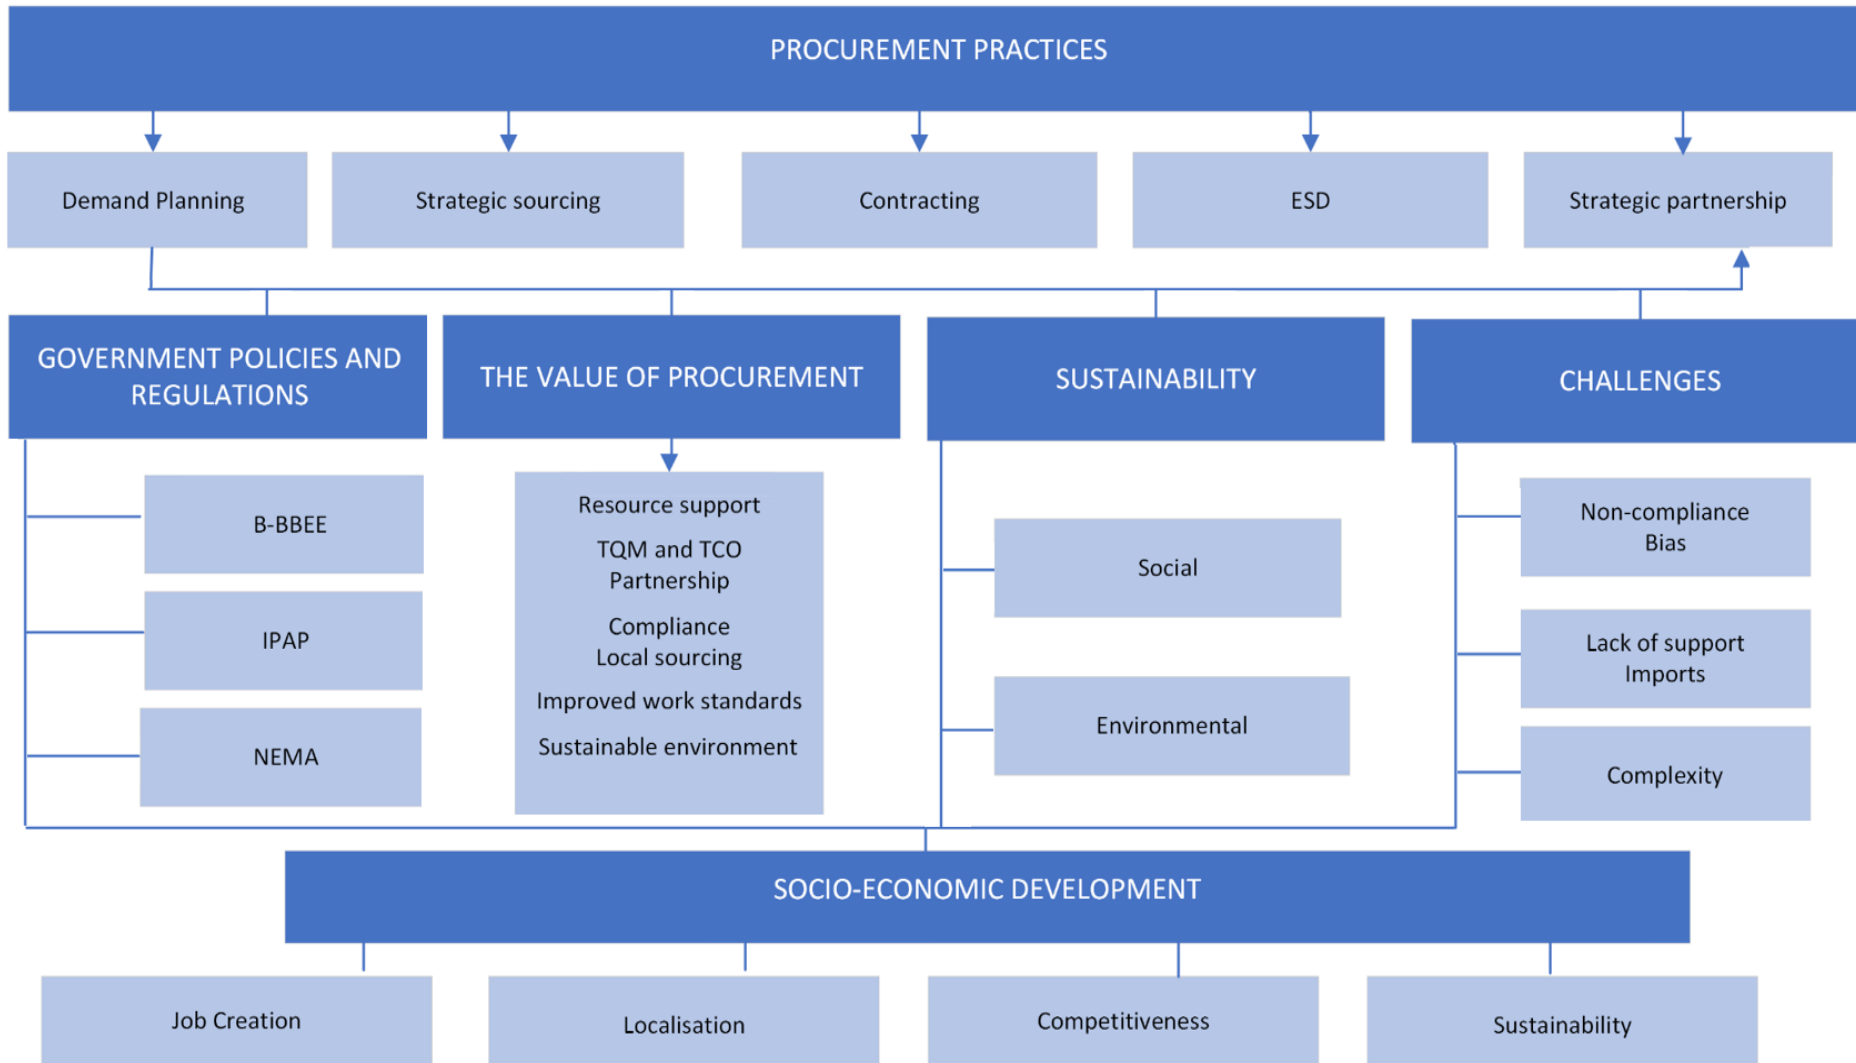 PROCUREMENT PRACTICES
Demand Planning
Strategic sourcing
Contracting
ESD
Strategic partnership
GOVERNMENT POLICIES AND
REGULATIONS
THE VALUE OF PROCUREMENT
SUSTAINABILITY
CHALLENGES
B-BBEE
IPAP
NEMA
Resource support
TQM and TCO
Partnership
Compliance
Local sourcing
Improved work standards
Sustainable environment
Social
Environmental
Non-compliance
Bias
Lack of support
Imports
Complexity
SOCIO-ECONOMIC DEVELOPMENT
Job Creation
Localisation
Competitiveness
Sustainability